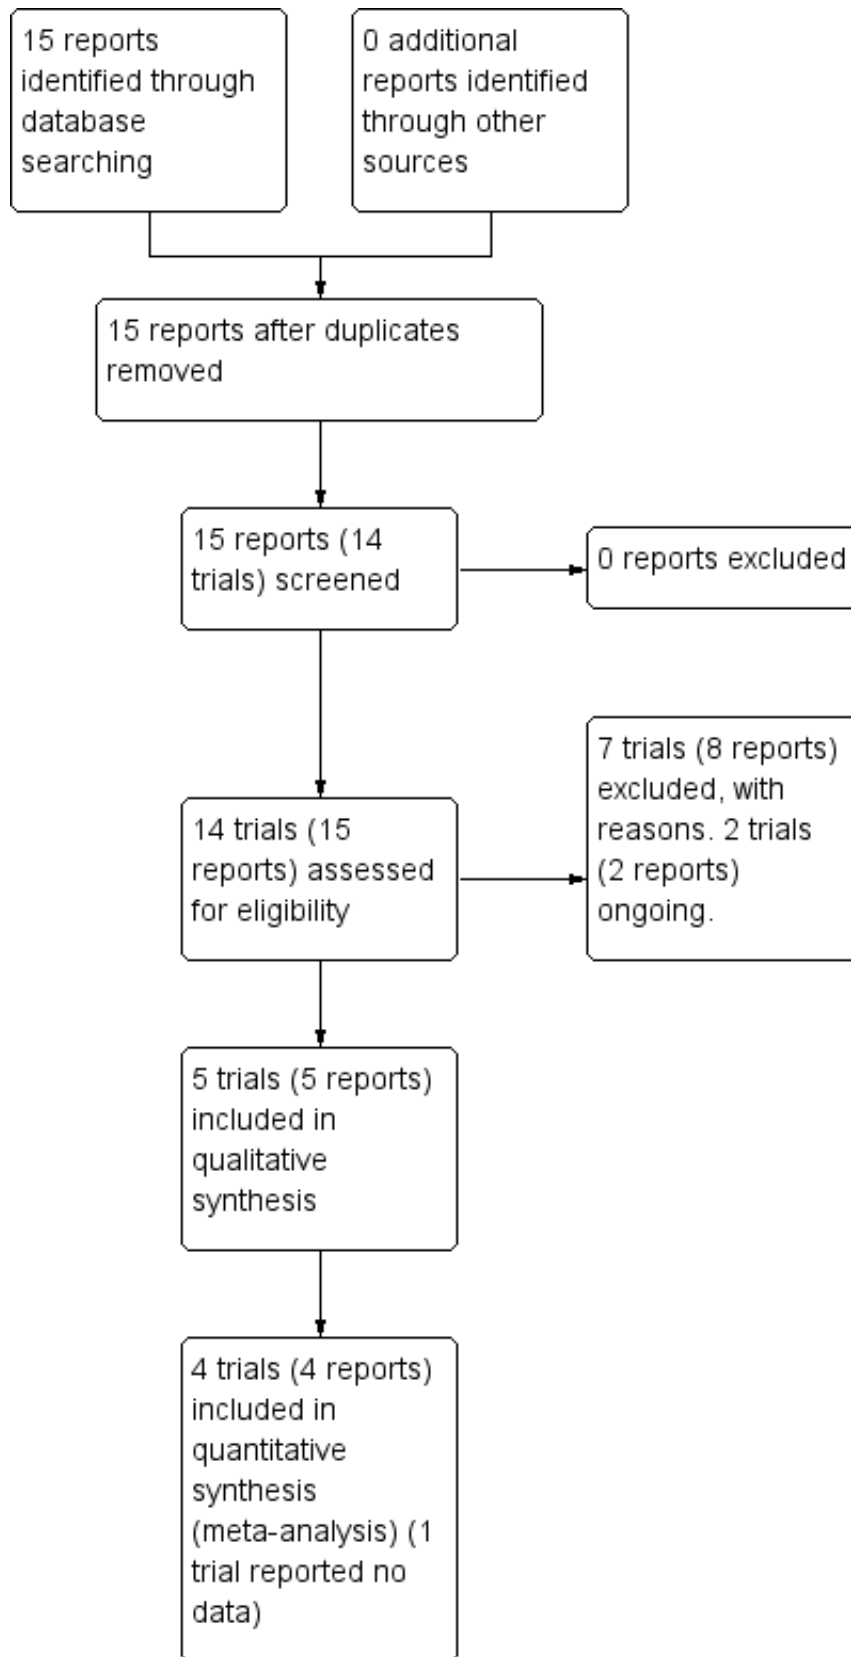 15 reports
identified through
database
searching
0 additional
reports identified
through other
sources
15 reports after duplicates
removed
15 reports (14
trials) screened
0 reports excluded
14 trials (15
reports) assessed
for eligibility
7 trials (8 reports)
excluded, with
reasons. 2 trials
(2 reports)
ongoing.
5 trials (5 reports)
included in
qualitative
synthesis
4 trials (4 reports)
included in
quantitative
synthesis
(meta-analysis) (1
trial reported no
data)